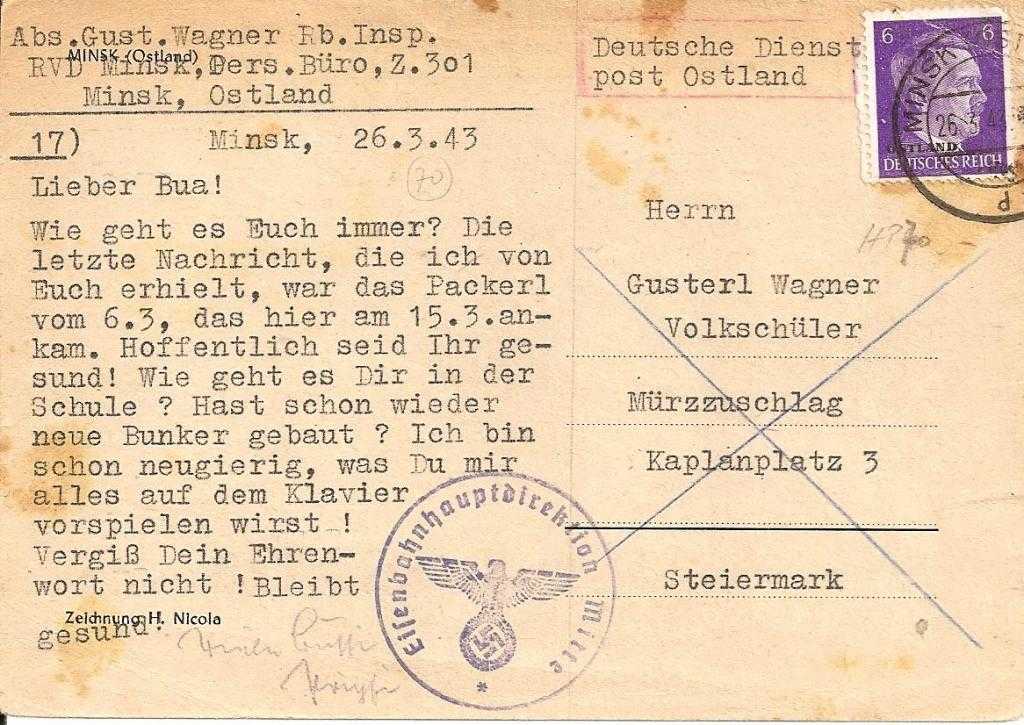 Abs.Gust.Wagner Rb.Insp.
MINSK (Ostland)
RVD Minsk,Pers.Büro,Z.301
Minsk, Ostland
17) Minsk, 26.3.43
70
Lieber Bua!
Wie geht es Euch immer? Die
letzte Nachricht, die ich von
Euch erhielt, war das Packerl
vom 6.3, das hier am 15.3.an-
kam. Hoffentlich seid Ihr ge-
sund! Wie geht es Dir in der
Schule ? Hast schon wieder
neue Bunker gebaut ? Ich bin
schon neugierig, was Du mir
alles auf dem Klavier
vorspielen wirst !
Vergiß Dein Ehren-
wort nicht !Bleibt
Zeichnung H. Nicola
gesund!
Eisenbahnhauptdirektion Mitte
*
Deutsche Dienst
post Ostland
6 6
OSTLAND
DEUTSCHES REICH
MINSK
26.3.4
Herrn
Gusterl Wagner
Volkschüler
Mürzzuschlag
Kaplanplatz 3
Steiermark